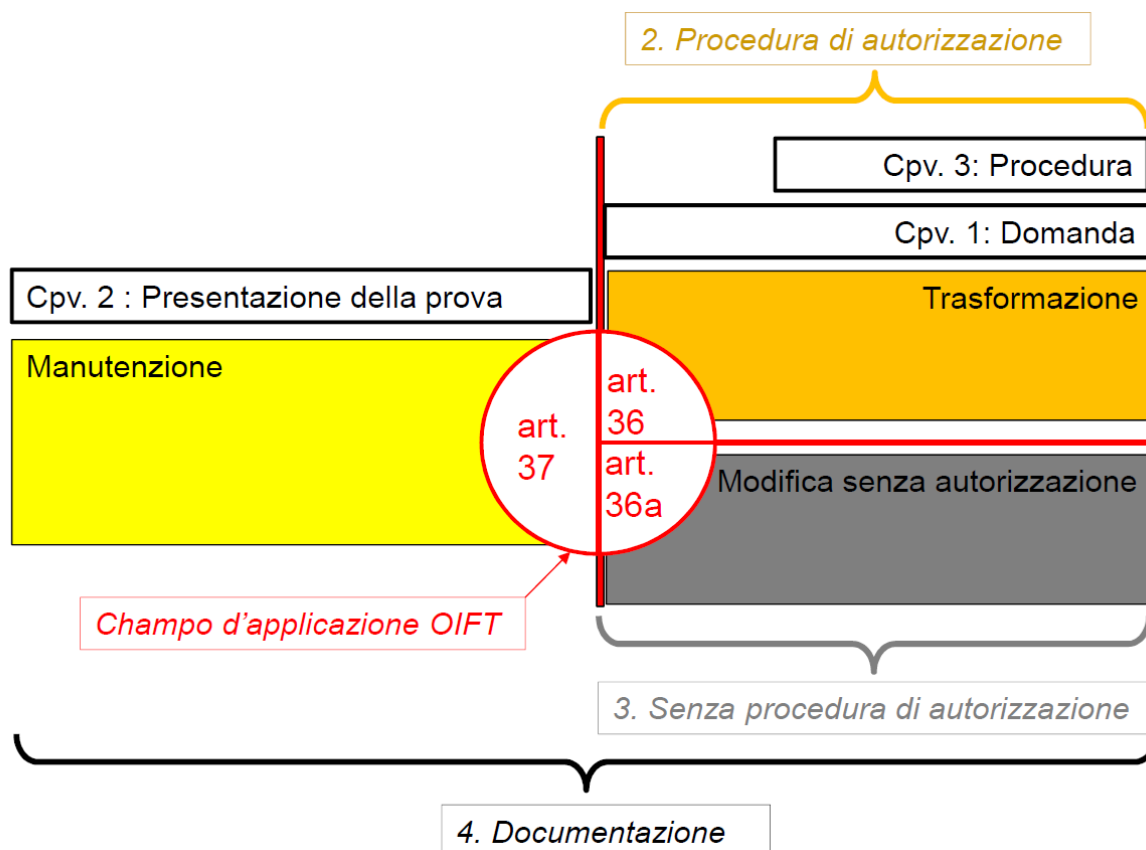 2. Procedura di autorizzazione
Cpv. 3: Procedura
Cpv. 1: Domanda
Cpv. 2 : Presentazione della prova
Trasformazione
Manutenzione
art.
36
art.
37
art.
36a
Modifica senza autorizzazione
Champo d'applicazione OIFT
3. Senza procedura di autorizzazione
4. Documentazione